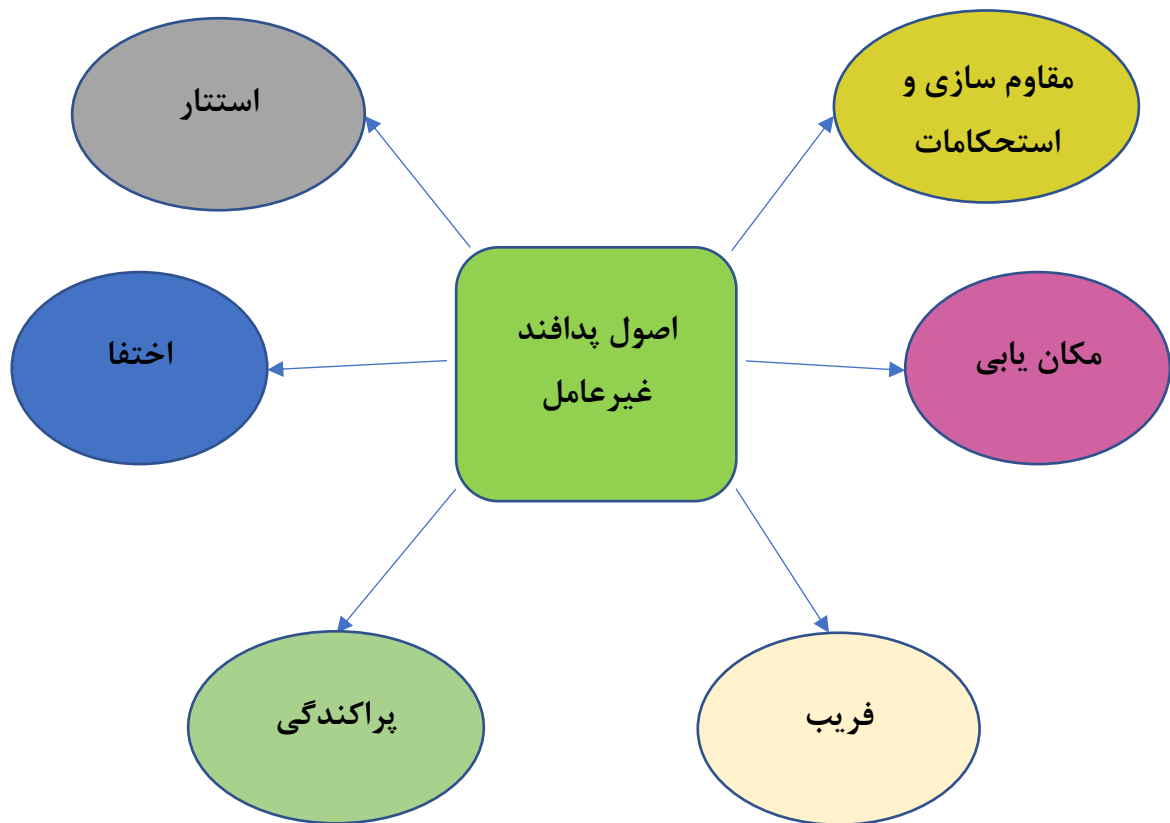 مقاوم سازی و
استحکامات
استتار
اصول پدافند
غیرعامل
مکان یابی
اختفا
فریب
پراکندگی